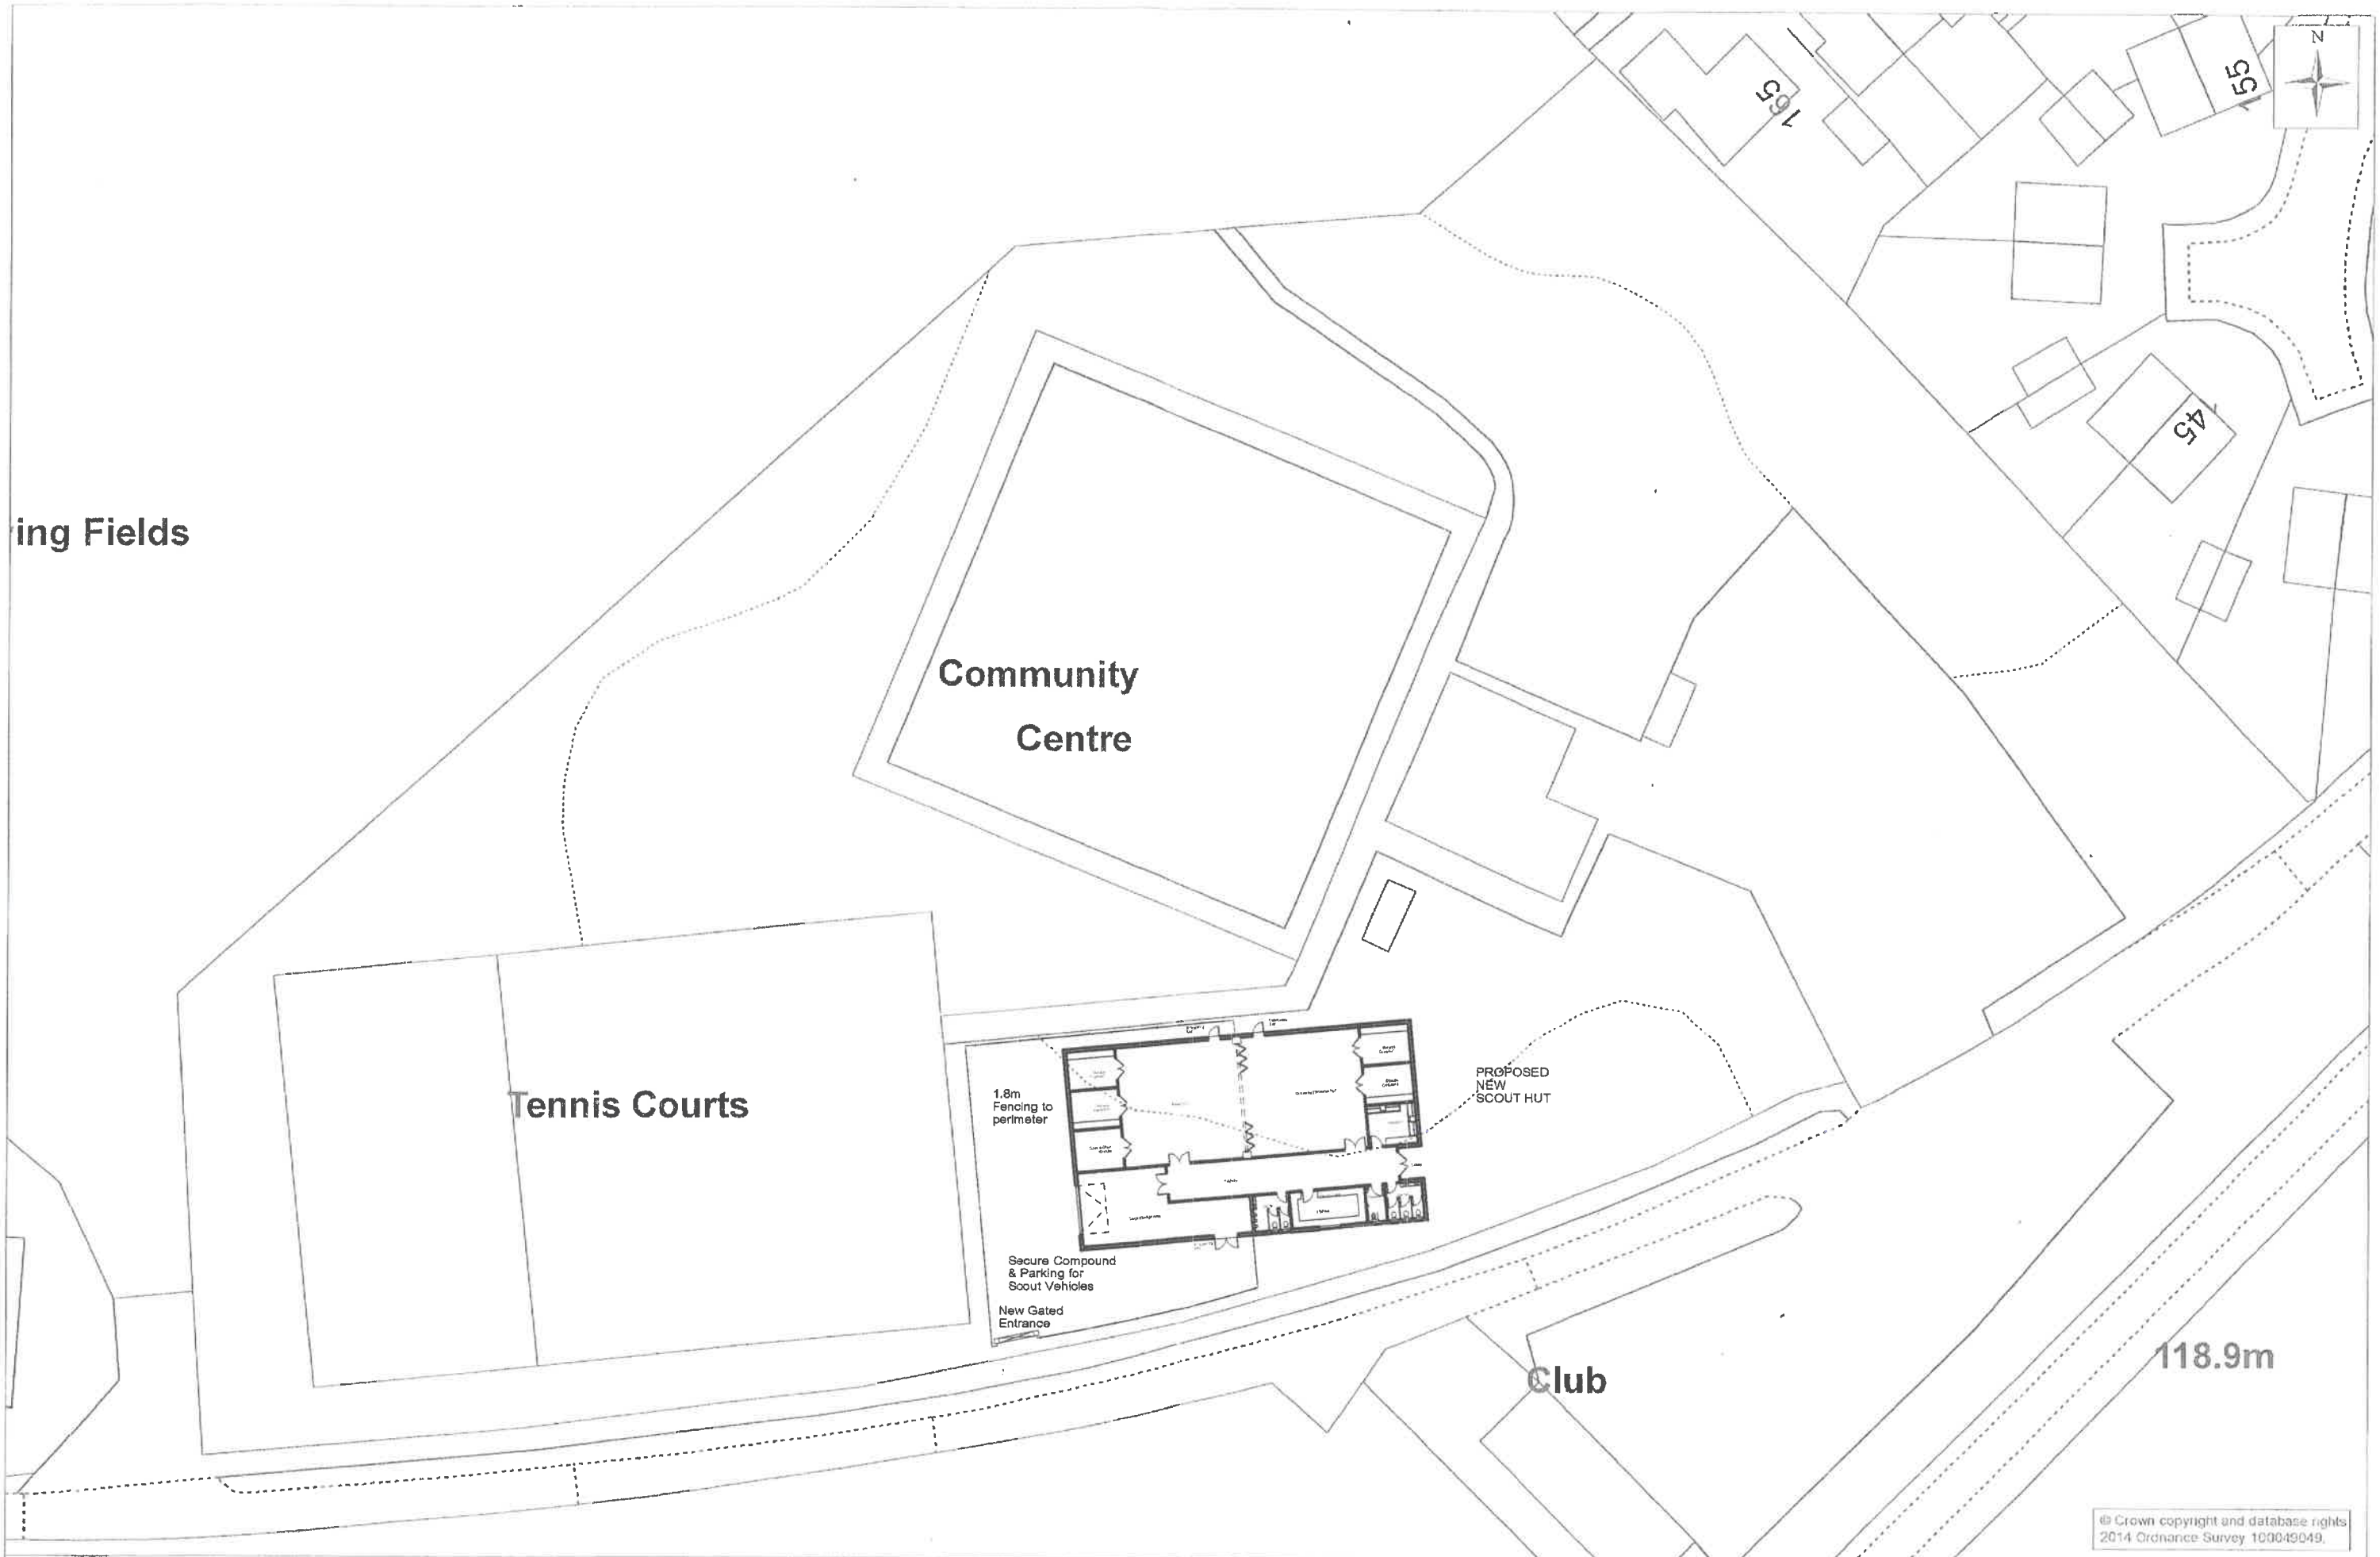 N
165
155
45
ing Fields
Community
Centre
Tennis Courts
1.8m
Fencing to
perimeter
PROPOSED
NEW
SCOUT HUT
Secure Compound
& Parking for
Scout Vehicles
New Gated
Entrance
Club
118.9m
© Crown copyright and database rights
2014 Ordnance Survey 100049049.